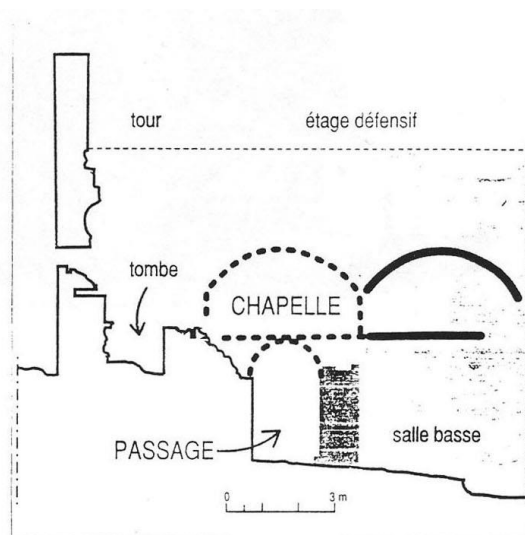 tour
étage défensif
tombe
CHAPELLE
PASSAGE
salle basse
0
3 m